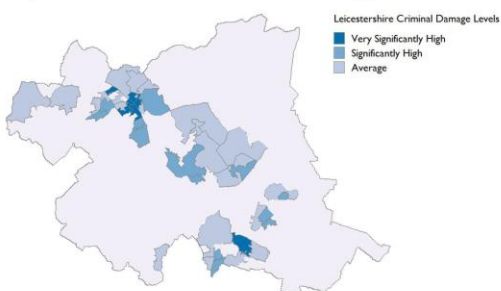 Leicestershire Criminal Damage Levels
Very Significantly High
Significantly High
Average